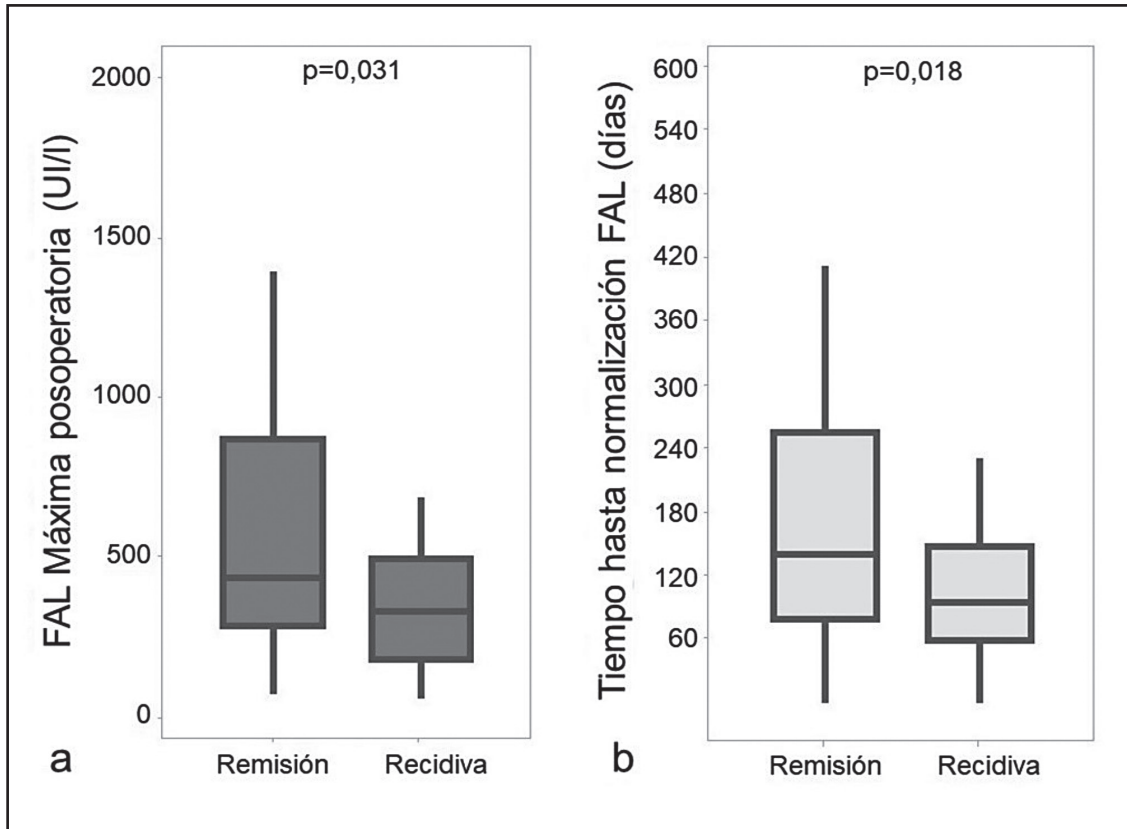 FAL Máxima posoperatoria (UI/l)
p=0,031
2000
1500
1000
500
0
Remisión
Recidiva
a
Tiempo hasta normalización FAL (días)
p=0,018
600
540
480
420
360
300
240
180
120
60
Remisión
Recidiva
b